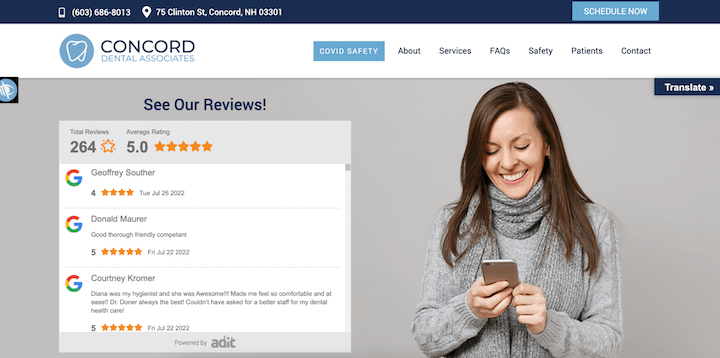 (603) 686-8013 75 Clinton St, Concord, NH 03301 SCHEDULE NOW
CONCORD
DENTAL ASSOCIATES
COVID SAFETY About Services FAQs Safety Patients Contact
Translate »
See Our Reviews!
Total Reviews Average Rating
264 5.0
Geoffrey Souther
4 Tue Jul 26 2022
Donald Maurer
Good thorough friendly competant
5 Fri Jul 22 2022
Courtney Kromer
Diana was my hygienist and she was Awesome!!! Made me feel so comfortable and at
ease!! Dr. Doner always the best! Couldn't have asked for a better staff for my dental
health care!
5 Fri Jul 22 2022
Powered by adit